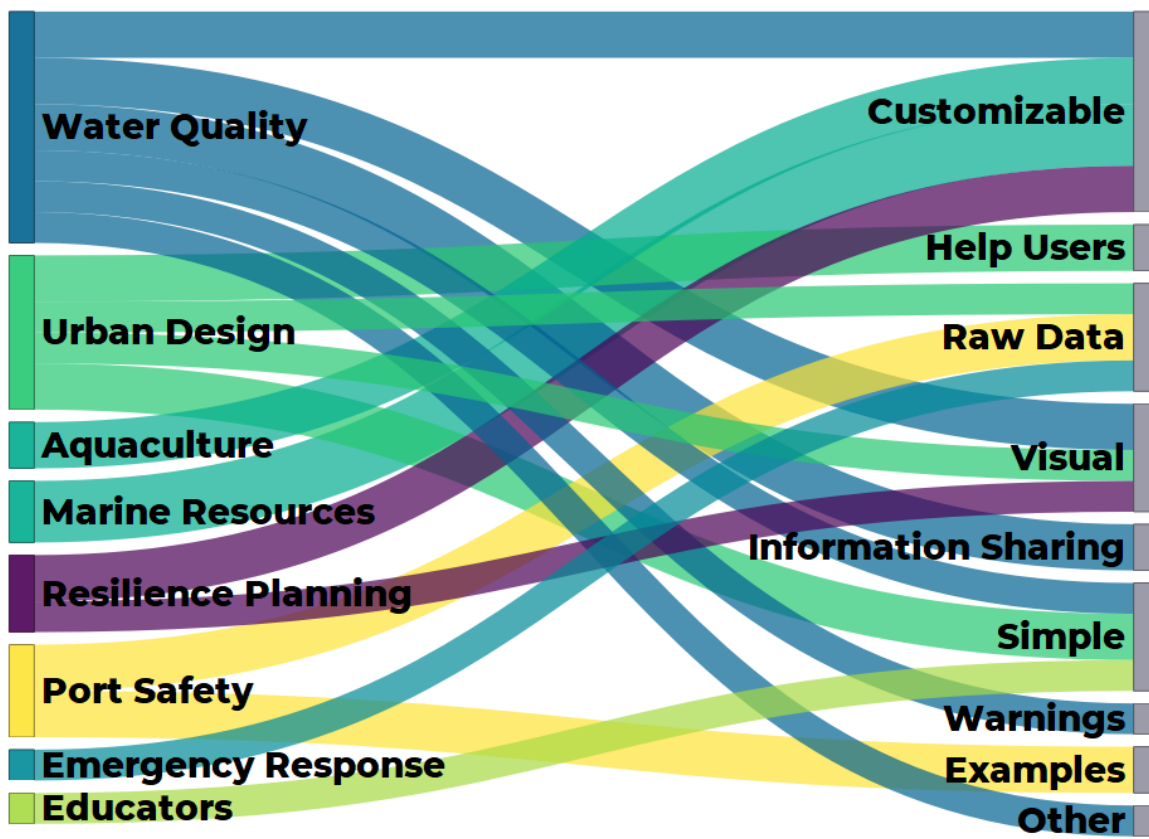 Water Quality
Urban Design
Aquaculture
Marine Resources
Resilience Planning
Port Safety
Emergency Response
Educators
Customizable
Help Users
Raw Data
Visual
Information Sharing
Simple
Warnings
Examples
Other